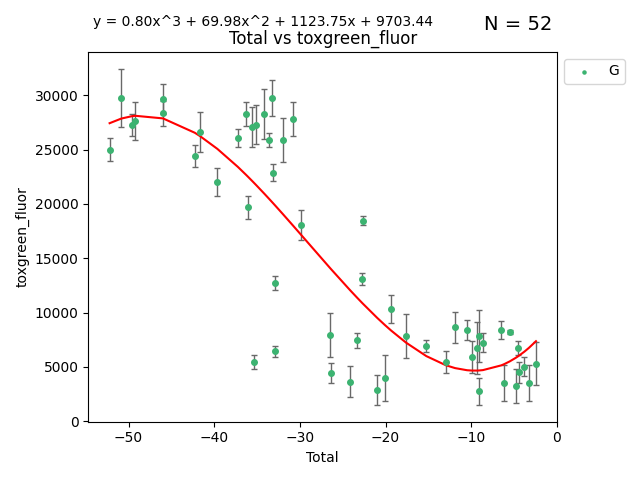 y = 0.80x^3 + 69.98x^2 + 1123.75x + 9703.44
N = 52
Total vs toxgreen_fluor
G
30000
25000
20000
15000
10000
5000
0
toxgreen_fluor
−50 −40 −30 −20 −10 0
Total